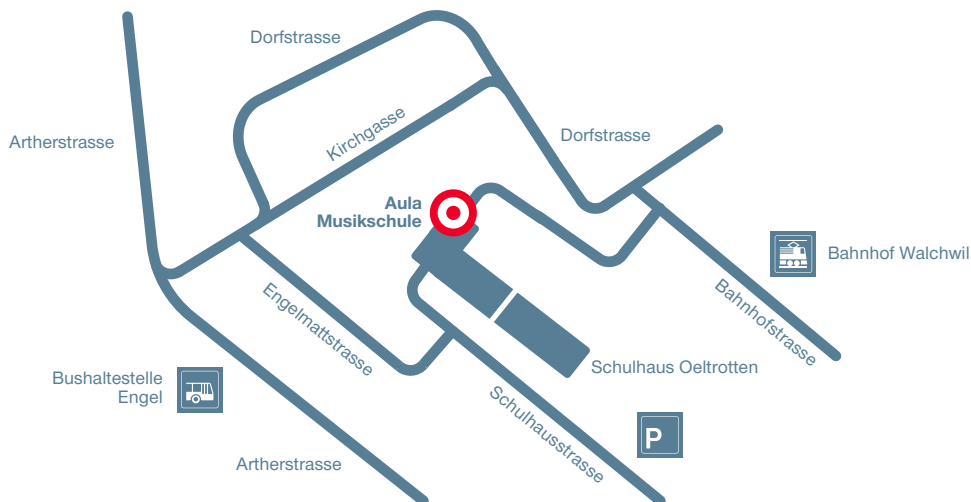 Dorfstrasse
Artherstrasse
Kirchgasse
Dorfstrasse
Aula
Musikschule
Bahnhof Walchwil
Engelmattstrasse
Bahnhofstrasse
Bushaltestelle
Engel
Schulhaus Oeltrotten
Schulhausstrasse
P
Artherstrasse